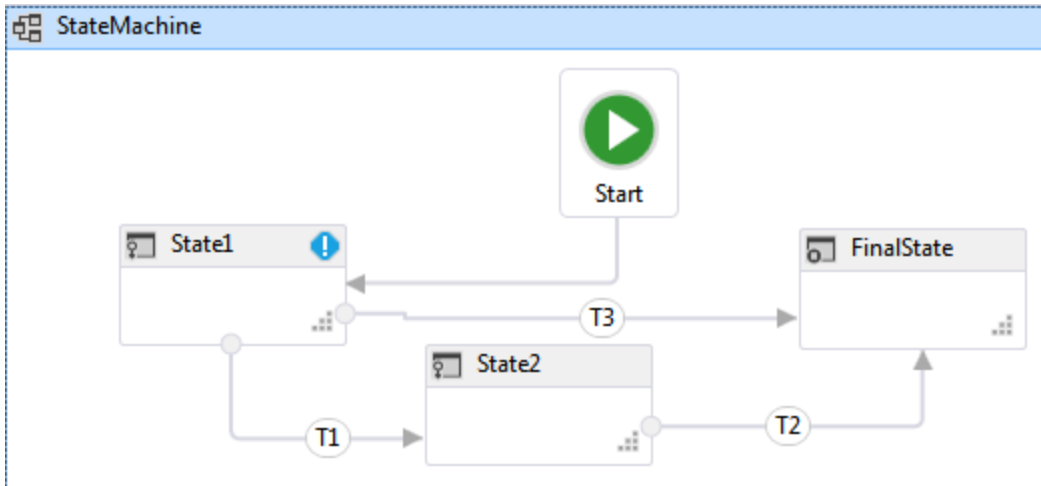 StateMachine
Start
State1
FinalState
T3
State2
T1
T2